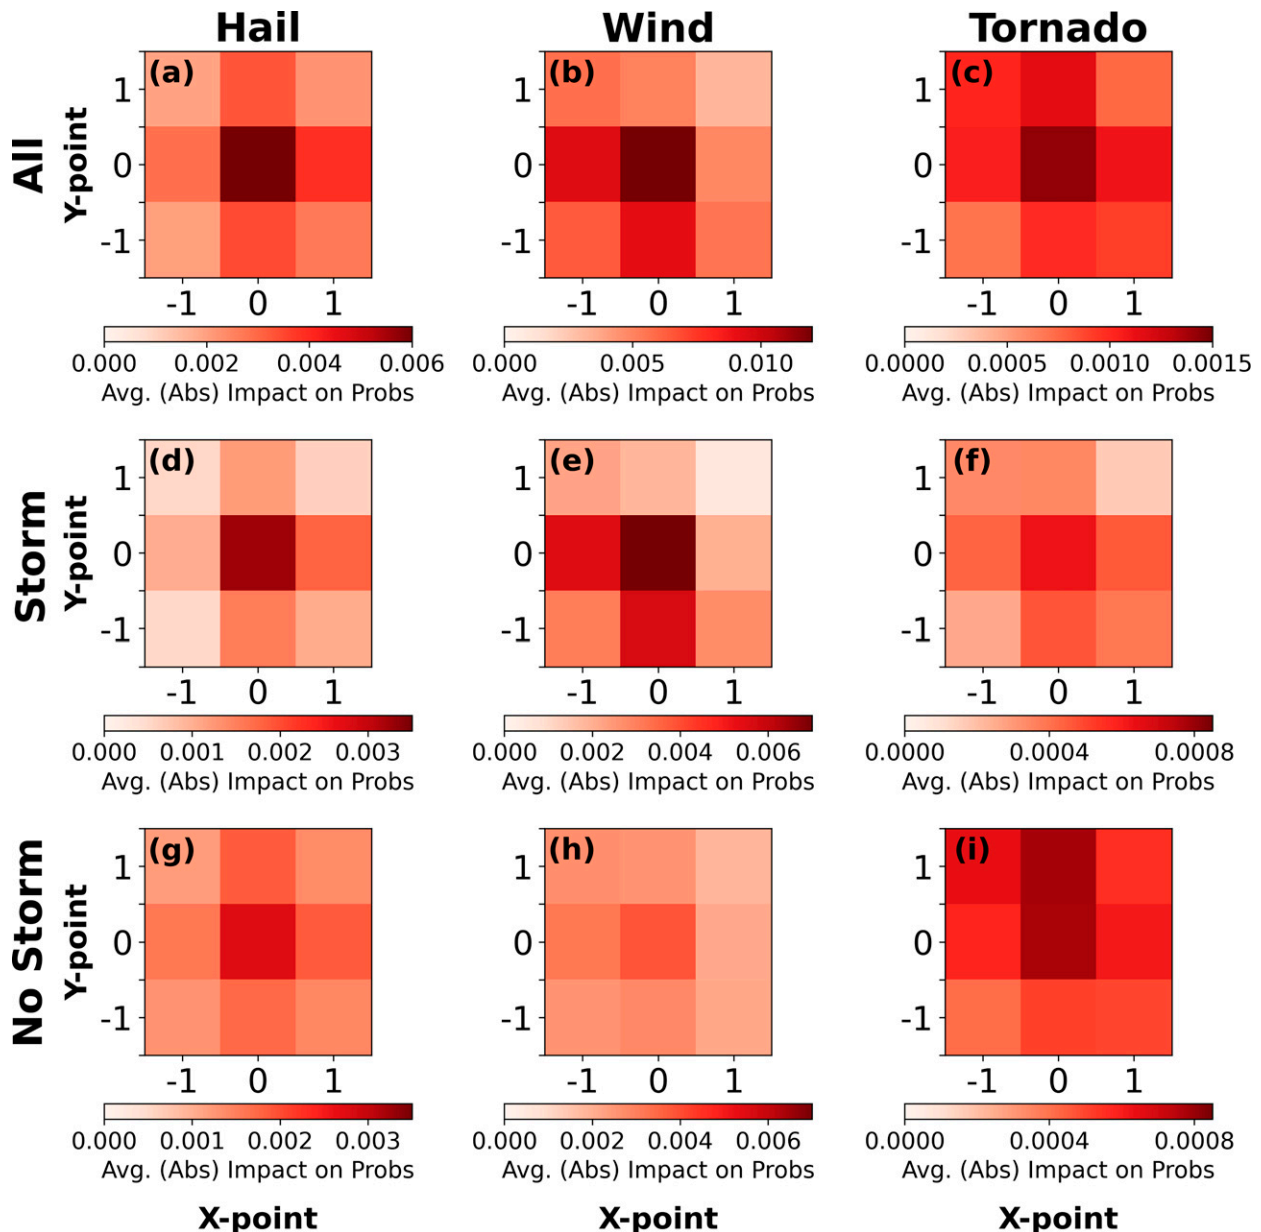 Hail Wind Tornado
All
Y-point
(a) (b) (c)
1 1 1
0 0 0
-1 -1 -1
-1 0 1 -1 0 1 -1 0 1
0.000 0.002 0.004 0.006 0.000 0.005 0.010 0.0000 0.0005 0.0010 0.0015
Avg. (Abs) Impact on Probs Avg. (Abs) Impact on Probs Avg. (Abs) Impact on Probs
Storm
Y-point
(d) (e) (f)
1 1 1
0 0 0
-1 -1 -1
-1 0 1 -1 0 1 -1 0 1
0.000 0.001 0.002 0.003 0.000 0.002 0.004 0.006 0.0000 0.0004 0.0008
Avg. (Abs) Impact on Probs Avg. (Abs) Impact on Probs Avg. (Abs) Impact on Probs
No Storm
Y-point
(g) (h) (i)
1 1 1
0 0 0
-1 -1 -1
-1 0 1 -1 0 1 -1 0 1
0.000 0.001 0.002 0.003 0.000 0.002 0.004 0.006 0.0000 0.0004 0.0008
Avg. (Abs) Impact on Probs Avg. (Abs) Impact on Probs Avg. (Abs) Impact on Probs
X-point X-point X-point